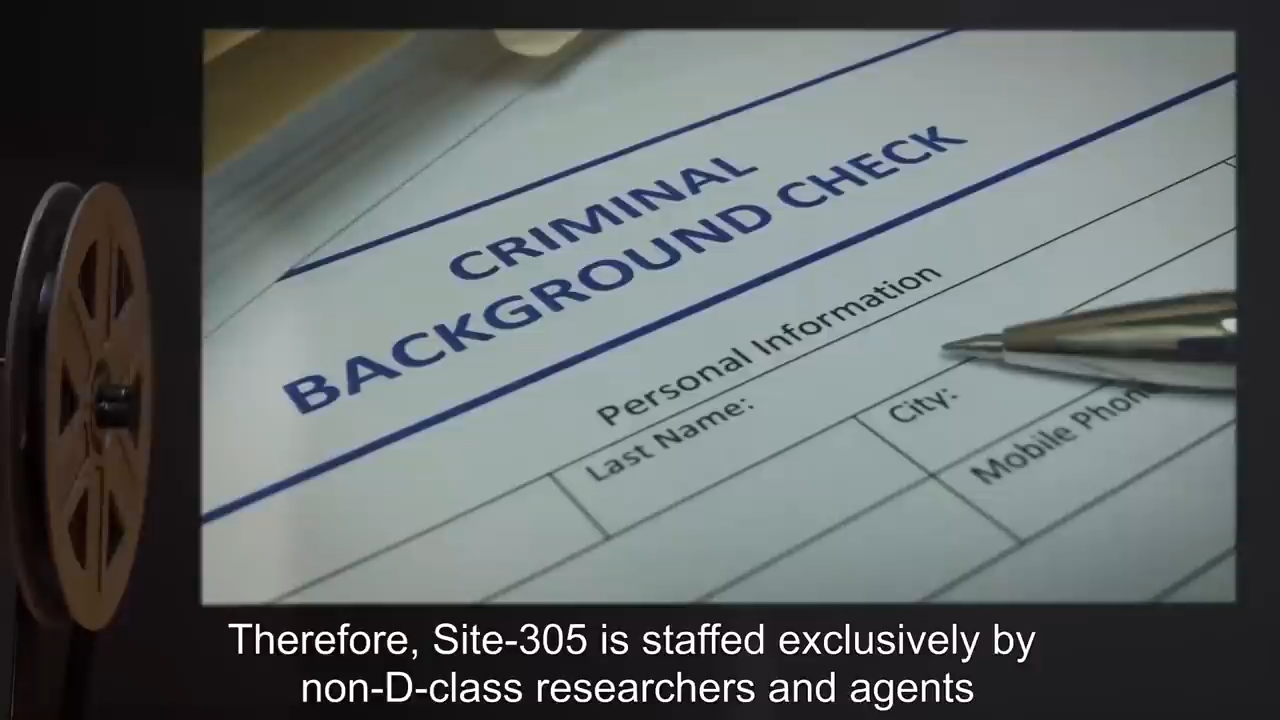 CRIMINAL
BACKGROUND CHECK
Personal Information
Last Name:
City:
Mobile Phone
Therefore, Site-305 is staffed exclusively by
non-D-class researchers and agents